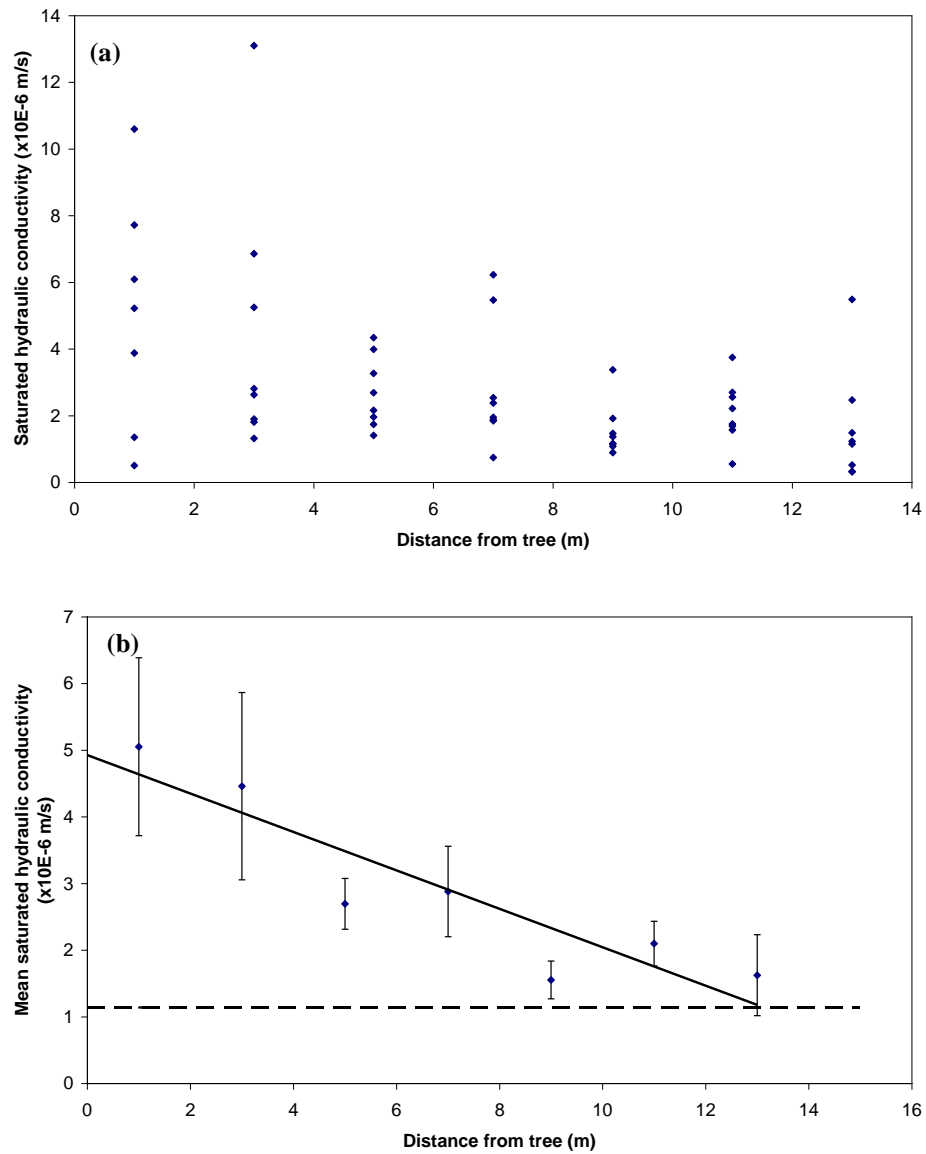 (a)
Saturated hydraulic conductivity (x10E-6 m/s)
14
12
10
8
6
4
2
0
0 2 4 6 8 10 12 14
Distance from tree (m)
(b)
Mean saturated hydraulic conductivity
(x10E-6 m/s)
7
6
5
4
3
2
1
0
0 2 4 6 8 10 12 14 16
Distance from tree (m)